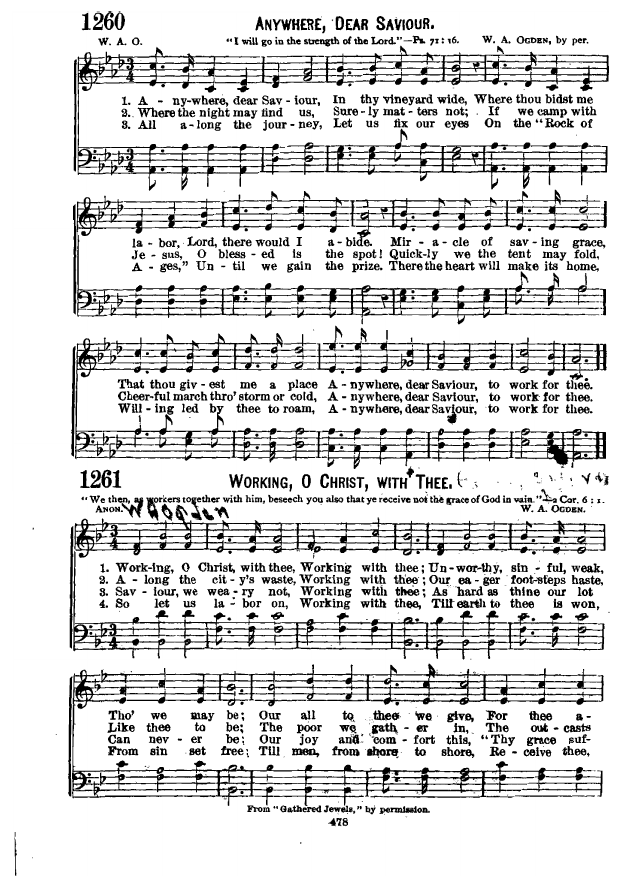 1260
ANYWHERE, DEAR SAVIOUR.
W. A. O. "I will go in the strength of the Lord."—Ps. 71:16. W. A. OGDEN, by per.
1. A - ny-where, dear Sav - iour, In thy vineyard wide, Where thou bidst me
2. Where the night may find us, Sure - ly mat - ters not; If we camp with
3. All a - long the jour - ney, Let us fix our eyes On the "Rock of
la - bor, Lord, there would I a - bide. Mir - a - cle of sav - ing grace,
Je - sus, O bless - ed is the spot! Quick - ly we the tent may fold,
A - ges," Un - til we gain the prize. There the heart will make its home,
That thou giv - est me a place A - nywhere, dear Saviour, to work for thee.
Cheer-ful march thro' storm or cold, A - nywhere, dear Saviour, to work for thee.
Will - ing led by thee to roam, A - nywhere, dear Saviour, to work for thee.
1261
WORKING, O CHRIST, WITH THEE.
"We then, as workers together with him, beseech you also that ye receive not the grace of God in vain."—2 Cor. 6:1.
ANON. W A Ogden W. A. OGDEN.
1. Work-ing, O Christ, with thee, Working with thee; Un-wor-thy, sin - ful, weak,
2. A - long the cit - y's waste, Working with thee; Our ea - ger foot-steps haste,
3. Sav - iour, we wea - ry not, Working with thee; As hard as thine our lot
4. So let us la - bor on, Working with thee, Till earth to thee is won,
Tho' we may be; Our all to thee we give, For thee a-
Like thee to be; The poor we gath - er in, The out - casts
Can nev - er be; Our joy and com - fort this, "Thy grace suf-
From sin set free; Till men, from shore to shore, Re - ceive thee,
From "Gathered Jewels," by permission.
478